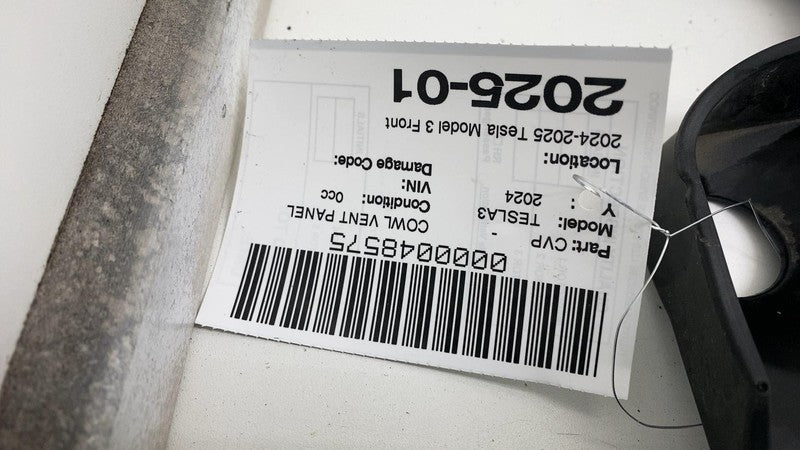 0000048575
Part: CVP - COWL VENT PANEL
Model: TESLA3 Condition: 0cc
Y : 2024 VIN:
Location: Damage Code:
2024-2025 Tesla Model 3 Front
2025-01